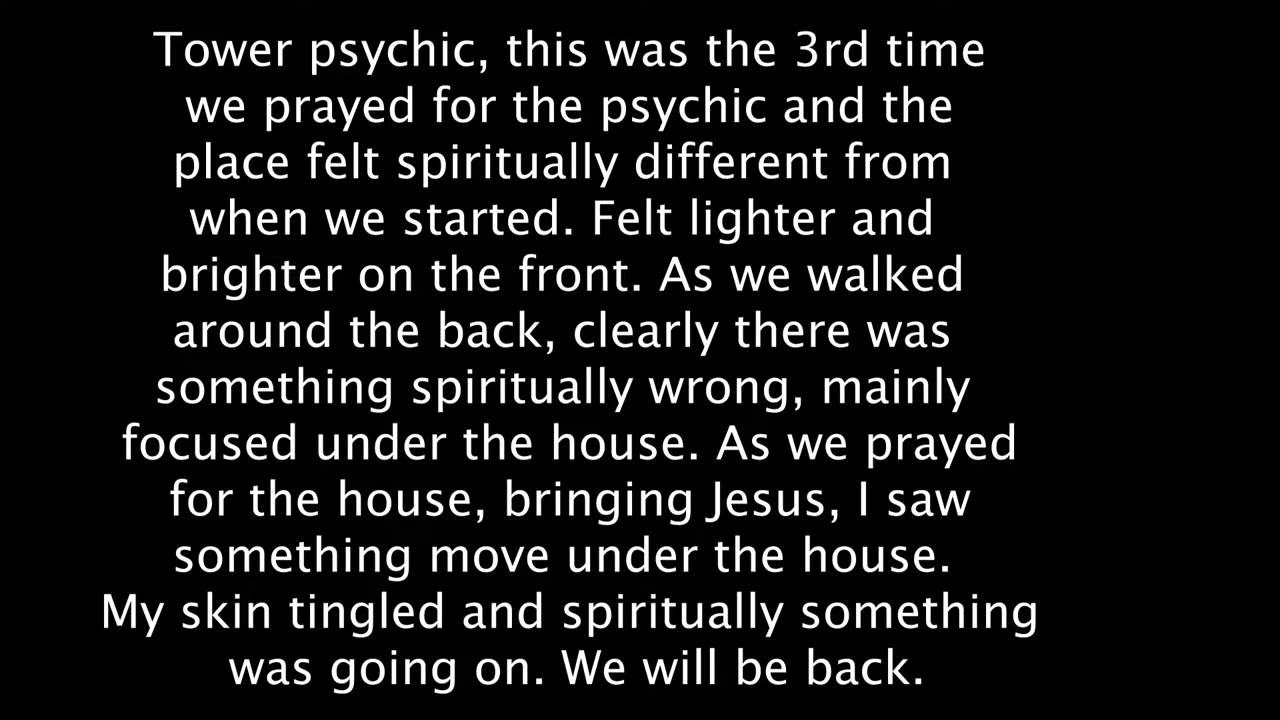 Tower psychic, this was the 3rd time
we prayed for the psychic and the
place felt spiritually different from
when we started. Felt lighter and
brighter on the front. As we walked
around the back, clearly there was
something spiritually wrong, mainly
focused under the house. As we prayed
for the house, bringing Jesus, I saw
something move under the house.
My skin tingled and spiritually something
was going on. We will be back.